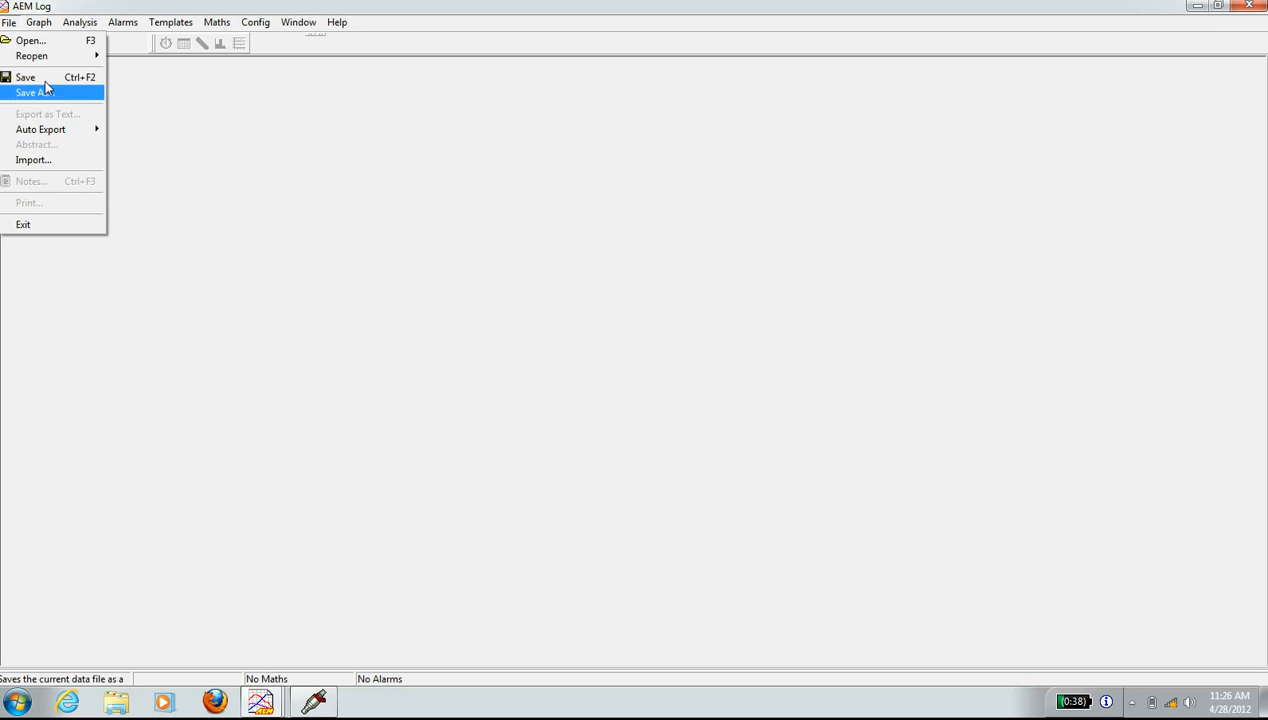 AEM Log
File Graph Analysis Alarms Templates Maths Config Window Help
Open... F3
Reopen
Save Ctrl+F2
Save
Export as Text...
Auto Export
Abstract...
Import...
Notes... Ctrl+F3
Print...
Exit
Saves the current data file as a
No Maths
No Alarms
AEM
(0:38)
11:26 AM
4/28/2012